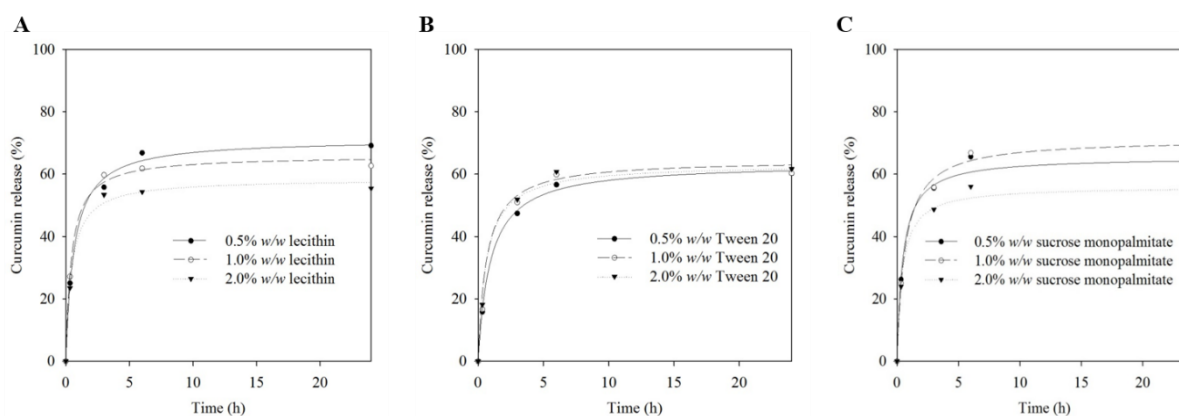 A
Curcumin release (%)
100
80
60
40
20
0
0.5% w/w lecithin
1.0% w/w lecithin
2.0% w/w lecithin
0 5 10 15 20
Time (h)
B
Curcumin release (%)
100
80
60
40
20
0
0.5% w/w Tween 20
1.0% w/w Tween 20
2.0% w/w Tween 20
0 5 10 15 20
Time (h)
C
Curcumin release (%)
100
80
60
40
20
0
0.5% w/w sucrose monopalmitate
1.0% w/w sucrose monopalmitate
2.0% w/w sucrose monopalmitate
0 5 10 15 20
Time (h)